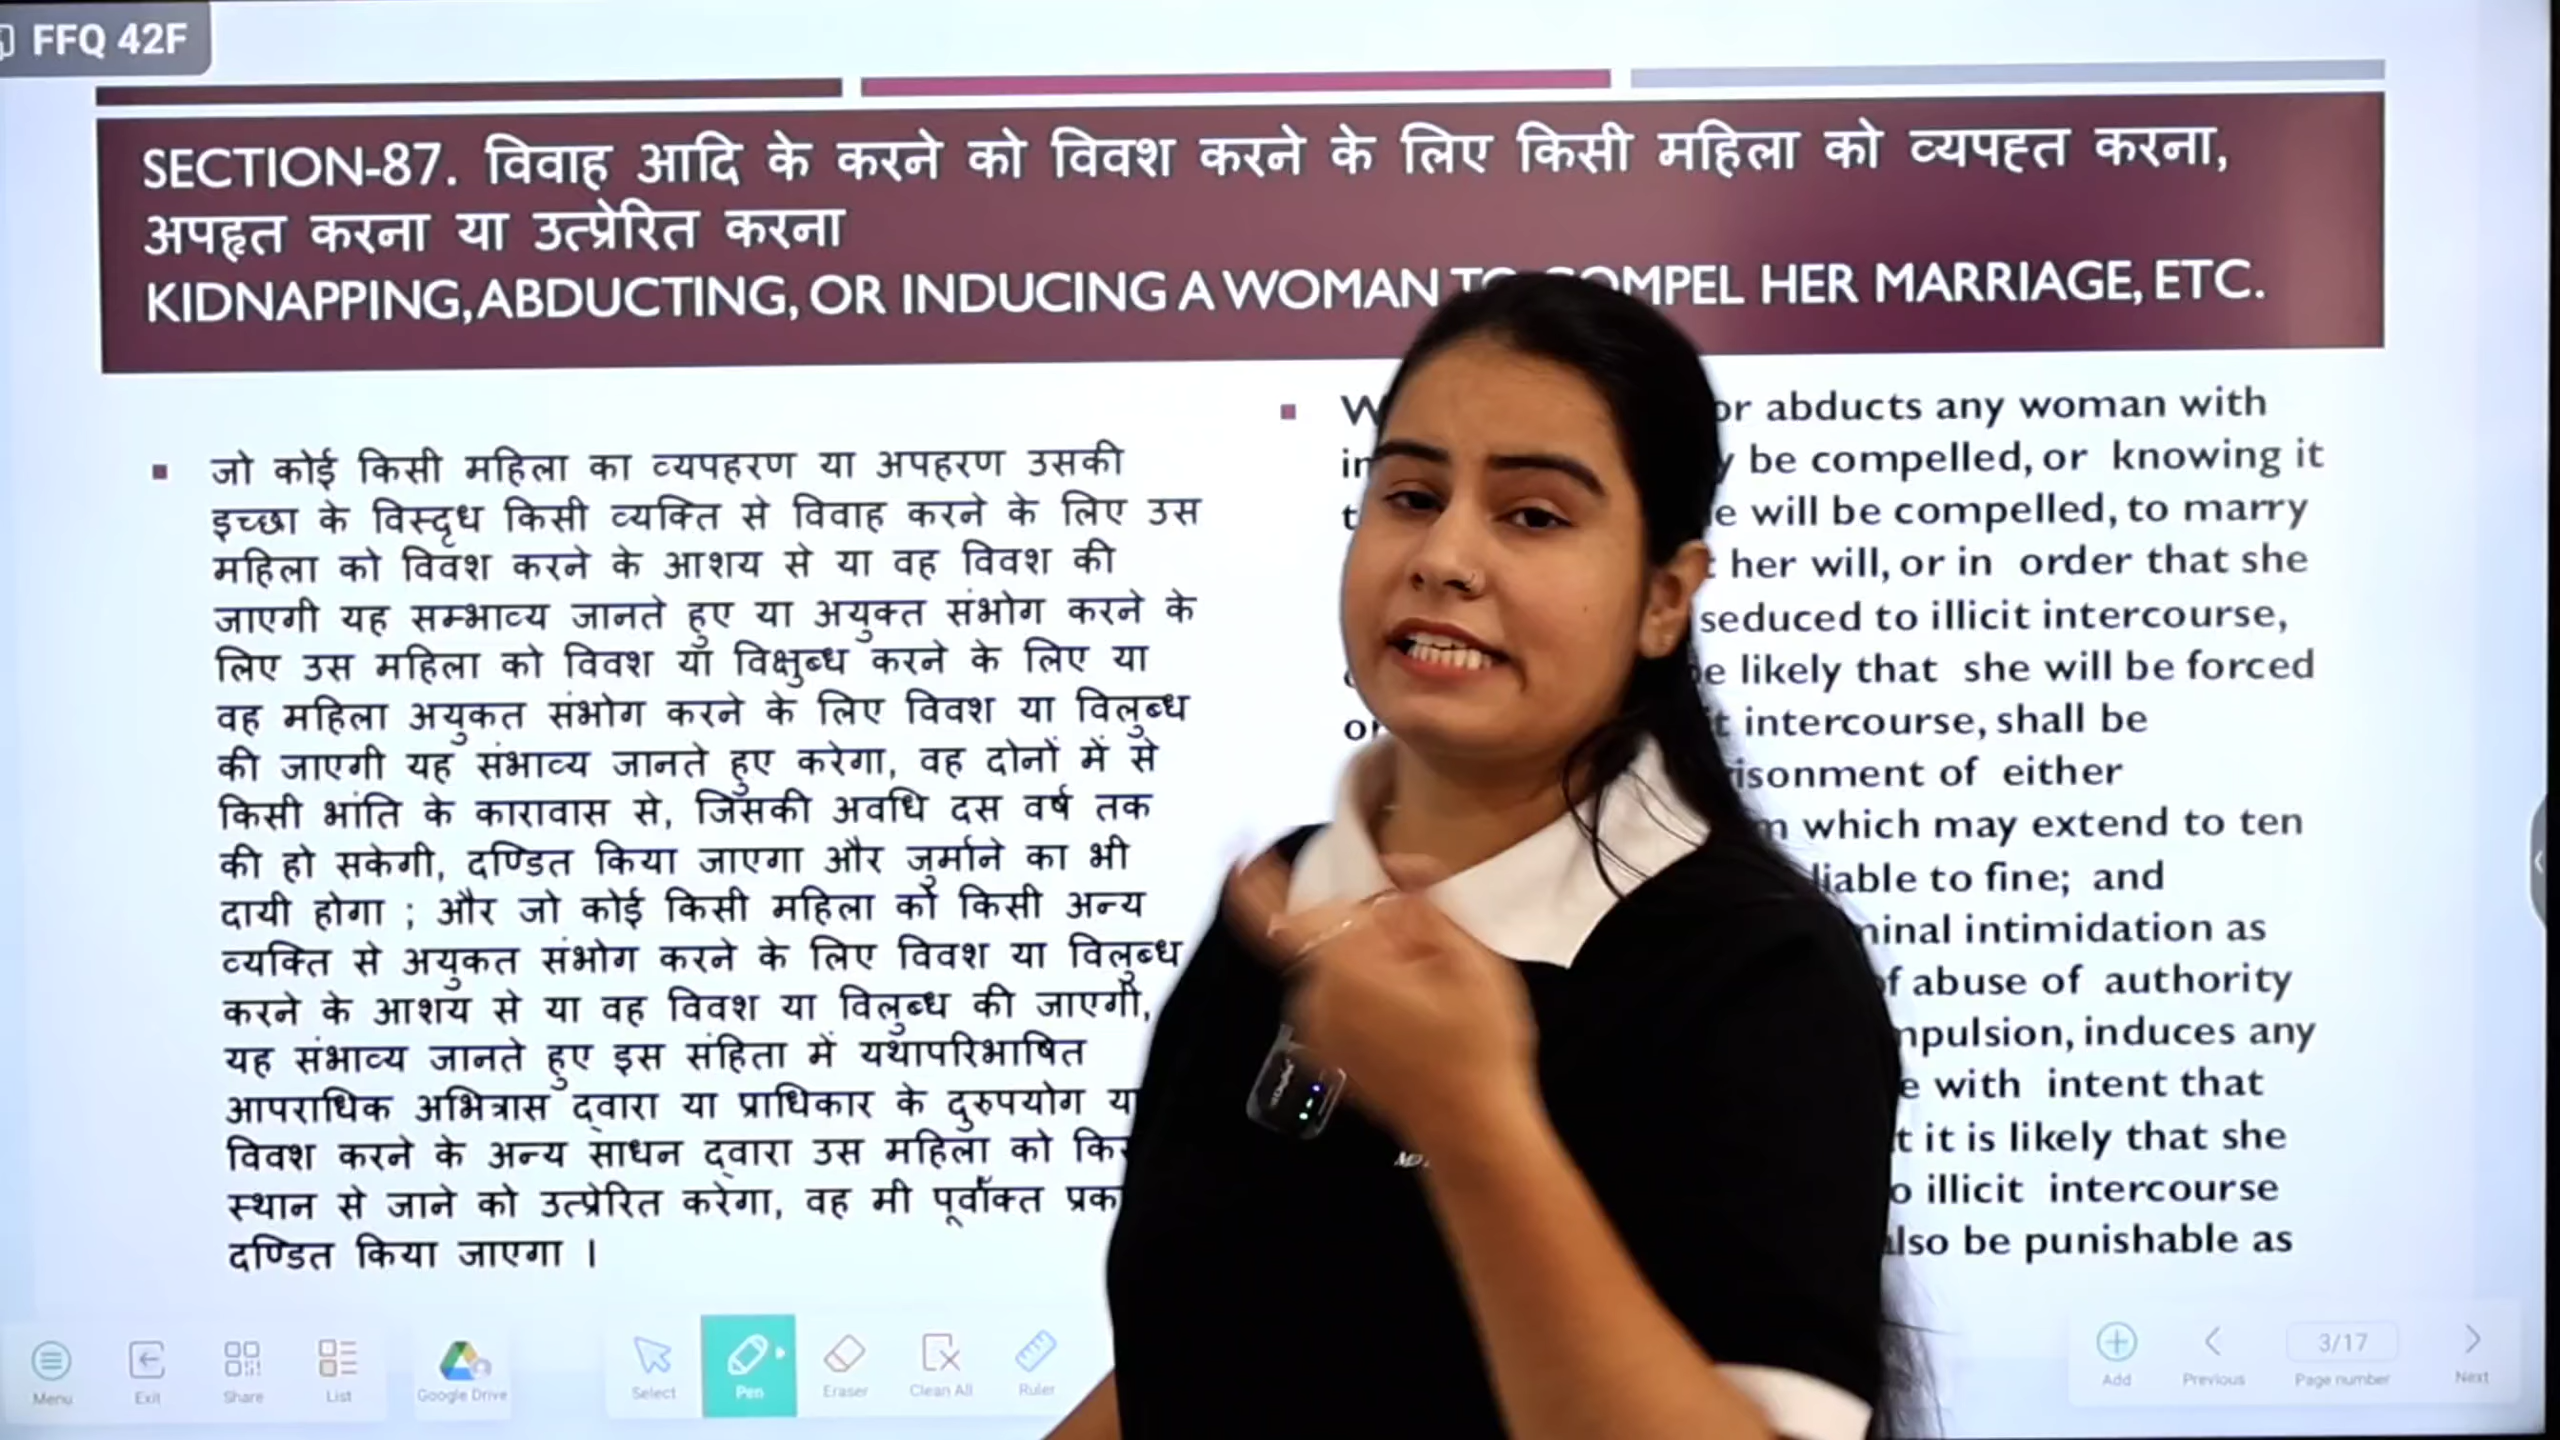 FFQ 42F
SECTION-87. विवाह आदि के करने को विवश करने के लिए किसी महिला को व्यपह्त करना,
अपहृत करना या उत्प्रेरित करना
KIDNAPPING, ABDUCTING, OR INDUCING A WOMAN COMPEL HER MARRIAGE, ETC.
जो कोई किसी महिला का व्यपहरण या अपहरण उसकी
इच्छा के विस्दृध किसी व्यक्ति से विवाह करने के लिए उस
महिला को विवश करने के आशय से या वह विवश की
जाएगी यह सम्भाव्य जानते हुए या अयुक्त संभोग करने के
लिए उस महिला को विवश या विक्षुब्ध करने के लिए या
वह महिला अयुकत संभोग करने के लिए विवश या विलुब्ध
की जाएगी यह संभाव्य जानते हुए करेगा, वह दोनों में से
किसी भांति के कारावास से, जिसकी अवधि दस वर्ष तक
की हो सकेगी, दण्डित किया जाएगा और जुर्माने का भी
दायी होगा ; और जो कोई किसी महिला को किसी अन्य
व्यक्ति से अयुकत संभोग करने के लिए विवश या विलुब्ध
करने के आशय से या वह विवश या विलुब्ध की जाएगी,
यह संभाव्य जानते हुए इस संहिता में यथापरिभाषित
आपराधिक अभित्रास द्वारा या प्राधिकार के दुरुपयोग या
विवश करने के अन्य साधन द्वारा उस महिला को
स्थान से जाने को उत्प्रेरित करेगा, वह मी पूर्वोक्त
दण्डित किया जाएगा ।
or abducts any woman with
be compelled, or knowing it
will be compelled, to marry
her will, or in order that she
seduced to illicit intercourse,
likely that she will be forced
intercourse, shall be
of either
which may extend to ten
liable to fine; and
intimidation as
abuse of authority
induces any
with intent that
it is likely that she
illicit intercourse
be punishable as
Menu
Exit
Share
List
Google Drive
Select
Pen
Eraser
Clean All
Ruler
Add
Previous
3/17
Page number
Next